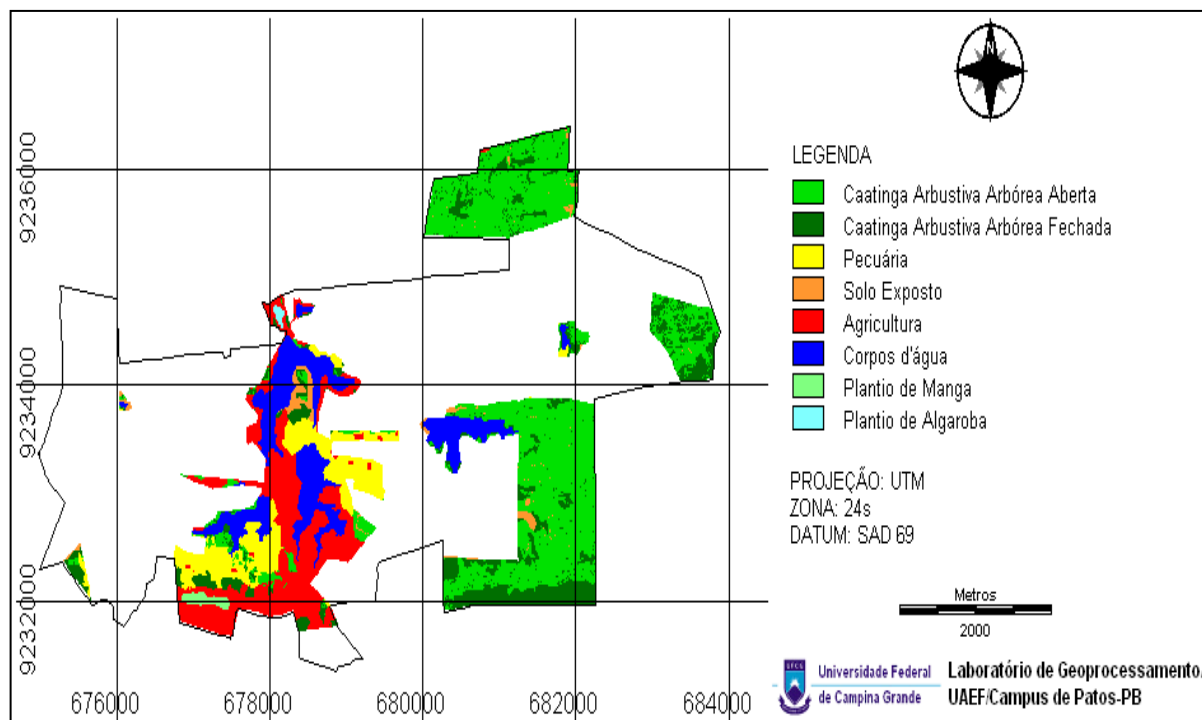 N
9236000
9234000
9232000
676000
678000
680000
682000
684000
LEGENDA
Caatinga Arbustiva Arbórea Aberta
Caatinga Arbustiva Arbórea Fechada
Pecuária
Solo Exposto
Agricultura
Corpos d'água
Plantio de Manga
Plantio de Algaroba
PROJEÇÃO: UTM
ZONA: 24s
DATUM: SAD 69
Metros
2000
UFCG
Universidade Federal
de Campina Grande
Laboratório de Geoprocessamento.
UAEF/Campus de Patos-PB